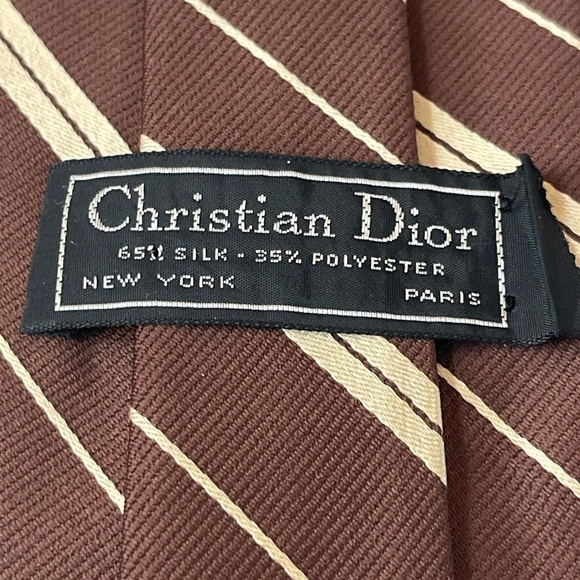 Christian Dior
65% SILK - 35% POLYESTER
NEW YORK PARIS